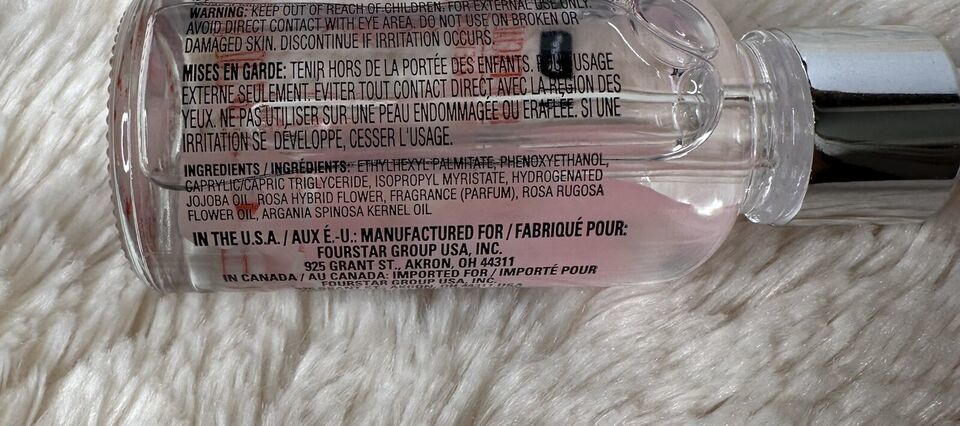 WARNING: KEEP OUT OF REACH OF CHILDREN. FOR EXTERNAL USE ONLY.
AVOID DIRECT CONTACT WITH EYE AREA. DO NOT USE ON BROKEN OR
DAMAGED SKIN. DISCONTINUE IF IRRITATION OCCURS.
MISES EN GARDE: TENIR HORS DE LA PORTÉE DES ENFANTS. USAGE
EXTERNE SEULEMENT. EVITER TOUT CONTACT DIRECT AVEC LA RÉGION DES
YEUX. NE PAS UTILISER SUR UNE PEAU ENDOMMAGÉE OU ERAFLÉE. SI UNE
IRRITATION SE DEVELOPPE, CESSER L'USAGE.
INGREDIENTS / INGRÉDIENTS: ETHYLHEXYL PALMITATE, PHENOXYETHANOL,
CAPRYLIC/CAPRIC TRIGLYCERIDE, ISOPROPYL MYRISTATE, HYDROGENATED
JOJOBA OIL, ROSA HYBRID FLOWER, FRAGRANCE (PARFUM), ROSA RUGOSA
FLOWER OIL, ARGANIA SPINOSA KERNEL OIL
IN THE U.S.A. / AUX É.-U.: MANUFACTURED FOR / FABRIQUÉ POUR:
FOURSTAR GROUP USA, INC.
925 GRANT ST., AKRON, OH 44311
IN CANADA / AU CANADA: IMPORTED FOR / IMPORTÉ POUR
FOURSTAR GROUP USA, INC.
AKRON, OH USA